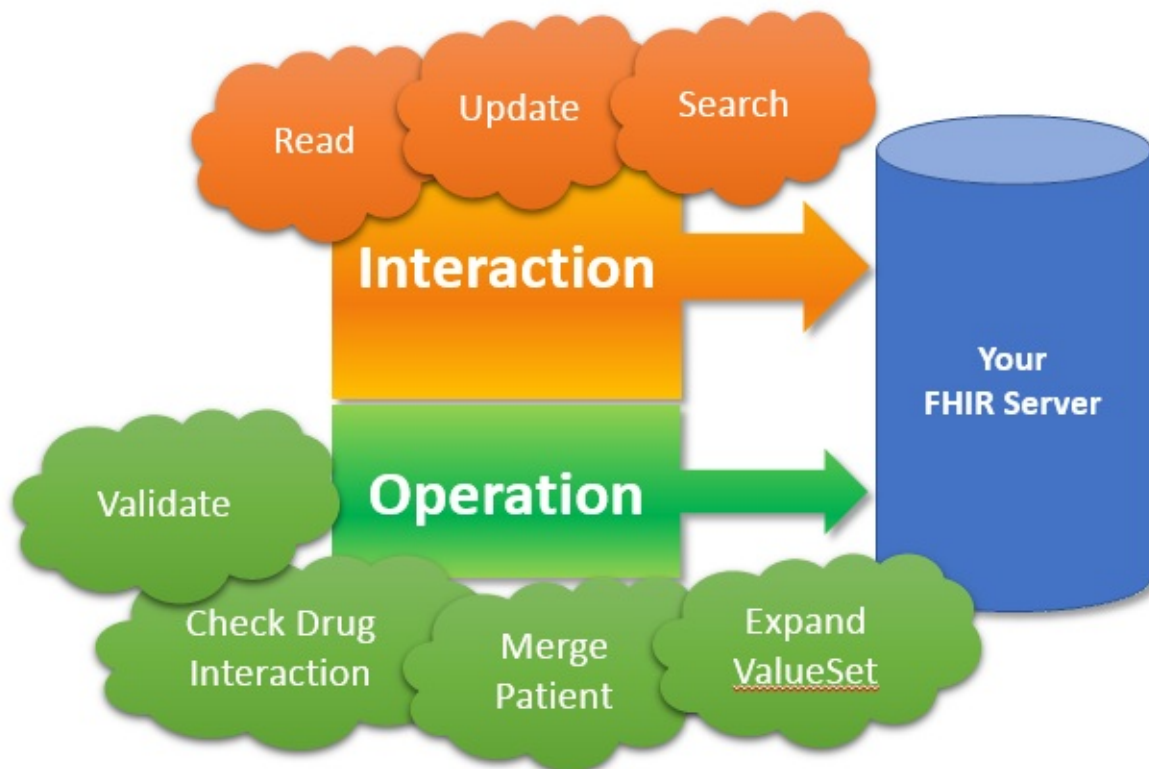 Read
Update
Search
Interaction
Your
FHIR Server
Operation
Validate
Check Drug
Interaction
Merge
Patient
Expand
ValueSet